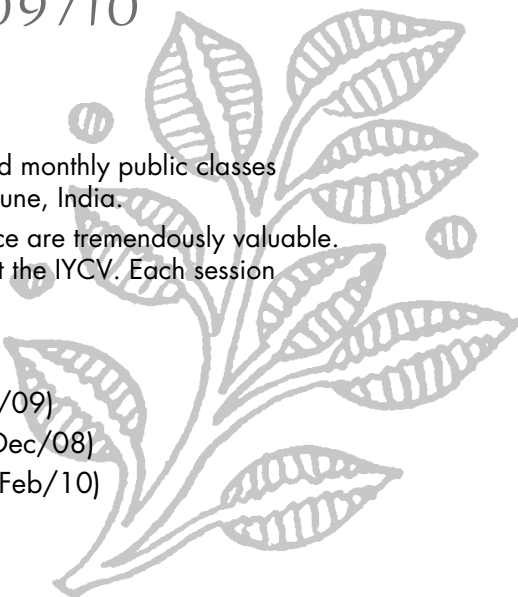 09/10
d monthly public classes
une, India.
ce are tremendously valuable.
t the IYCV. Each session
/09)
Dec/08)
Feb/10)